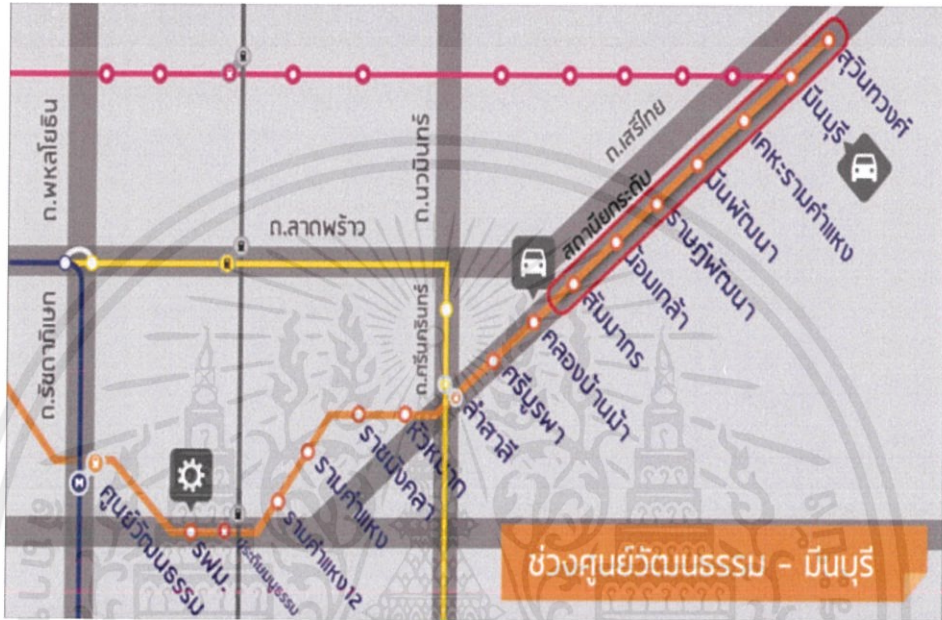 สุวินทวงศ์
มีนบุรี
เคหะรามคำแหง
มีนพัฒนา
ราษฎร์พัฒนา
น้อมเกล้า
สัมมากร
คลองบ้านม้า
ศรีบูรพา
ลำสาลี
หัวหมาก
ราชมังคลา
รามคำแหง
รามคำแหง 12
รฟม.
ศูนย์วัฒนธรรม
M
สถานียกระดับ
ถ.เสรีไทย
ถ.นวมินทร์
ถ.พหลโยธิน
ถ.ลาดพร้าว
ถ.ศรีนครินทร์
ถ.รัชดาภิเษก
ช่วงศูนย์วัฒนธรรม - มีนบุรี